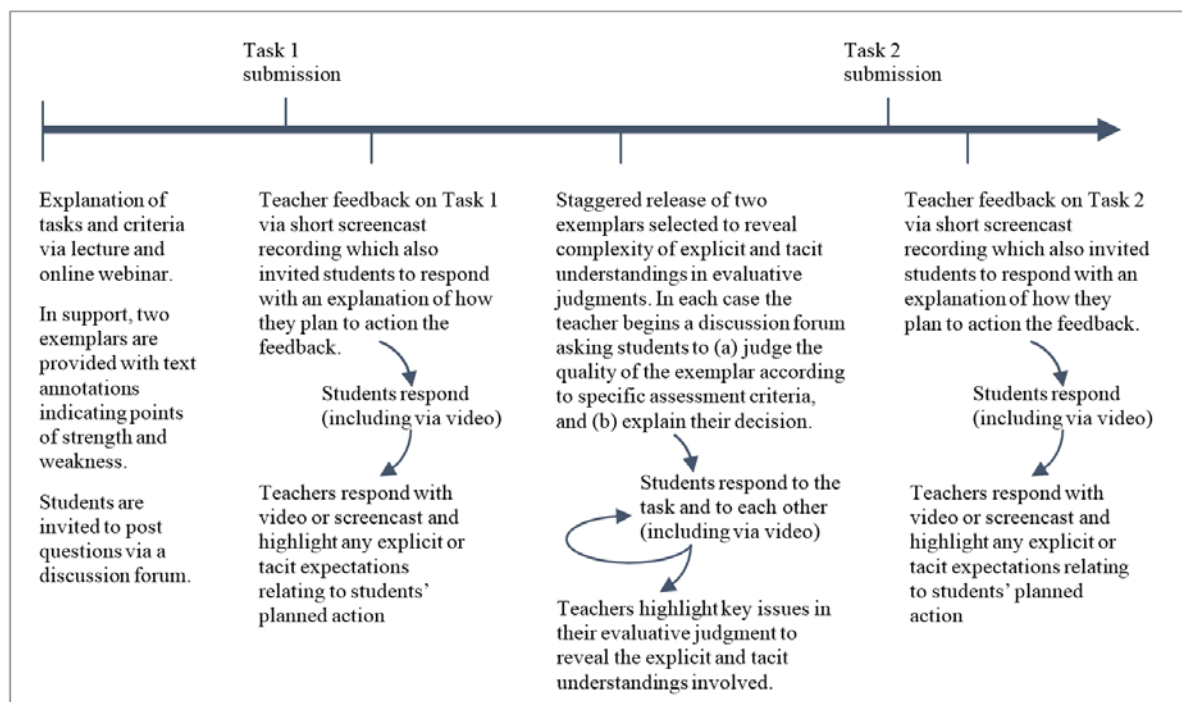 Task 1
submission
Task 2
submission
Explanation of
tasks and criteria
via lecture and
online webinar.
In support, two
exemplars are
provided with text
annotations
indicating points
of strength and
weakness.
Students are
invited to post
questions via a
discussion forum.
Teacher feedback on Task 1
via short screencast
recording which also
invited students to respond
with an explanation of how
they plan to action the
feedback.
Students respond
(including via video)
Teachers respond with
video or screencast and
highlight any explicit or
tacit expectations
relating to students’
planned action
Staggered release of two
exemplars selected to reveal
complexity of explicit and tacit
understandings in evaluative
judgments. In each case the
teacher begins a discussion forum
asking students to (a) judge the
quality of the exemplar according
to specific assessment criteria,
and (b) explain their decision.
Students respond to the
task and to each other
(including via video)
Teachers highlight key issues in
their evaluative judgment to
reveal the explicit and tacit
understandings involved.
Teacher feedback on Task 2
via short screencast
recording which also invited
students to respond with an
explanation of how they
plan to action the feedback.
Students respond
(including via video)
Teachers respond with
video or screencast and
highlight any explicit or
tacit expectations relating
to students’ planned action